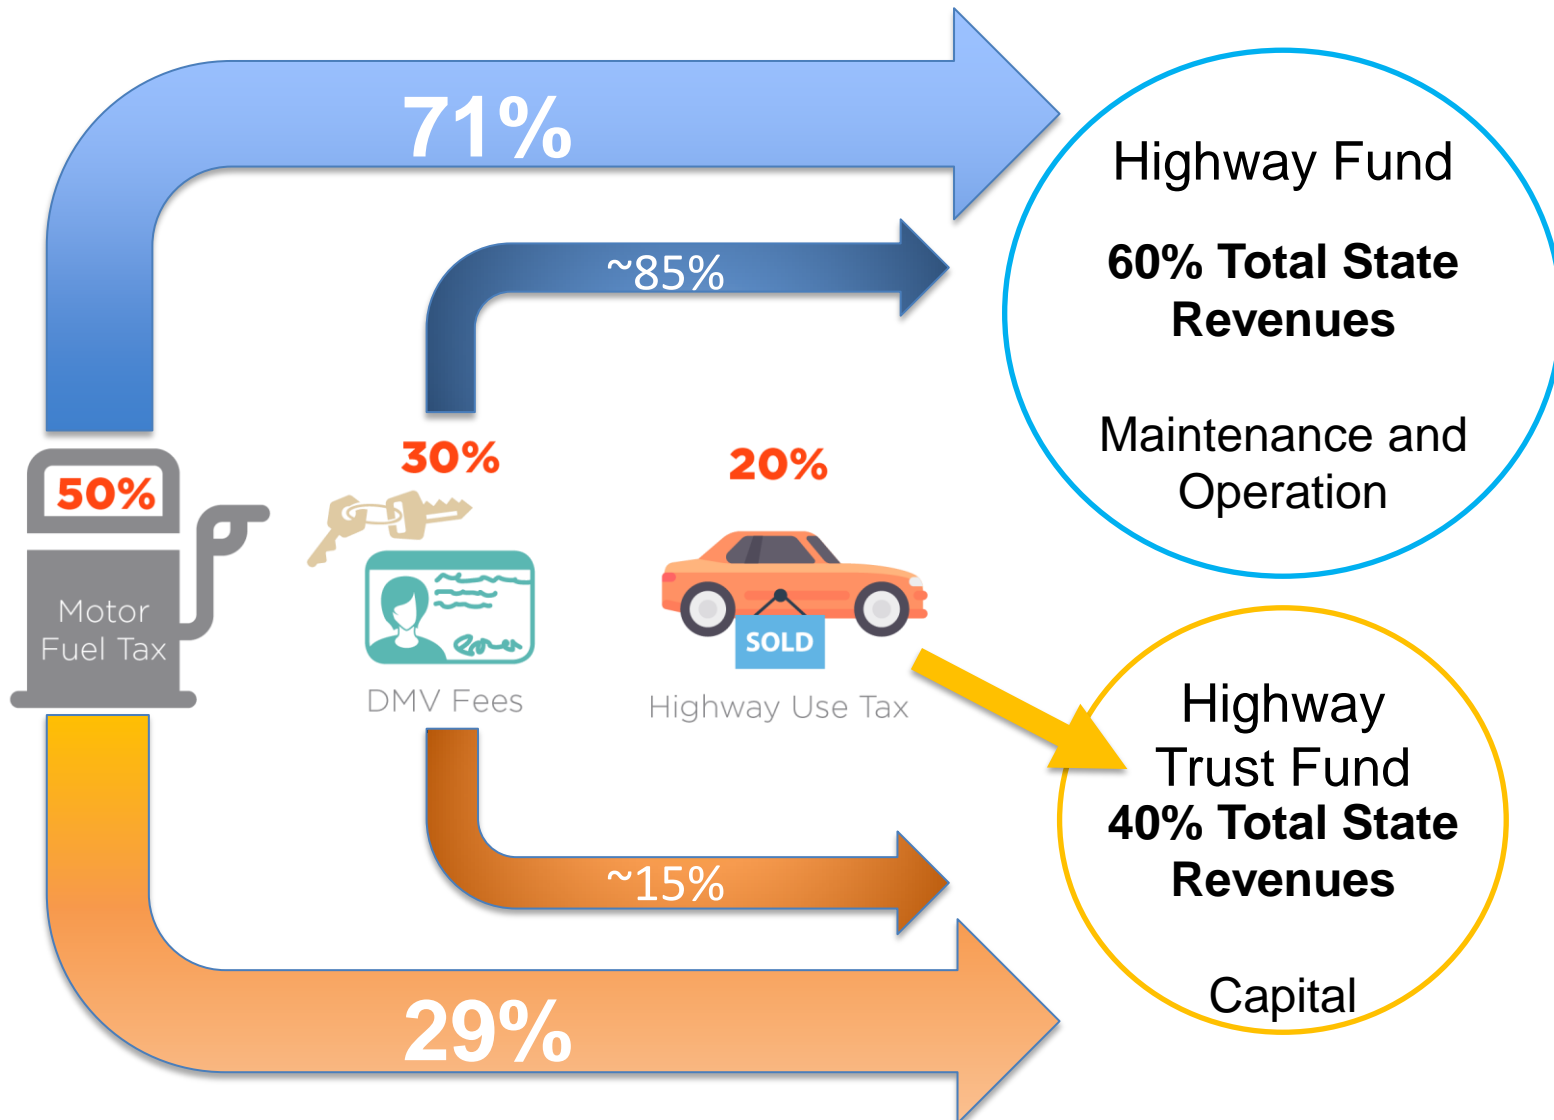 71%
Highway Fund
60% Total State
Revenues
Maintenance and
Operation
~85%
30%
20%
50%
Motor
Fuel Tax
DMV Fees
SOLD
Highway Use Tax
Highway
Trust Fund
40% Total State
Revenues
Capital
~15%
29%